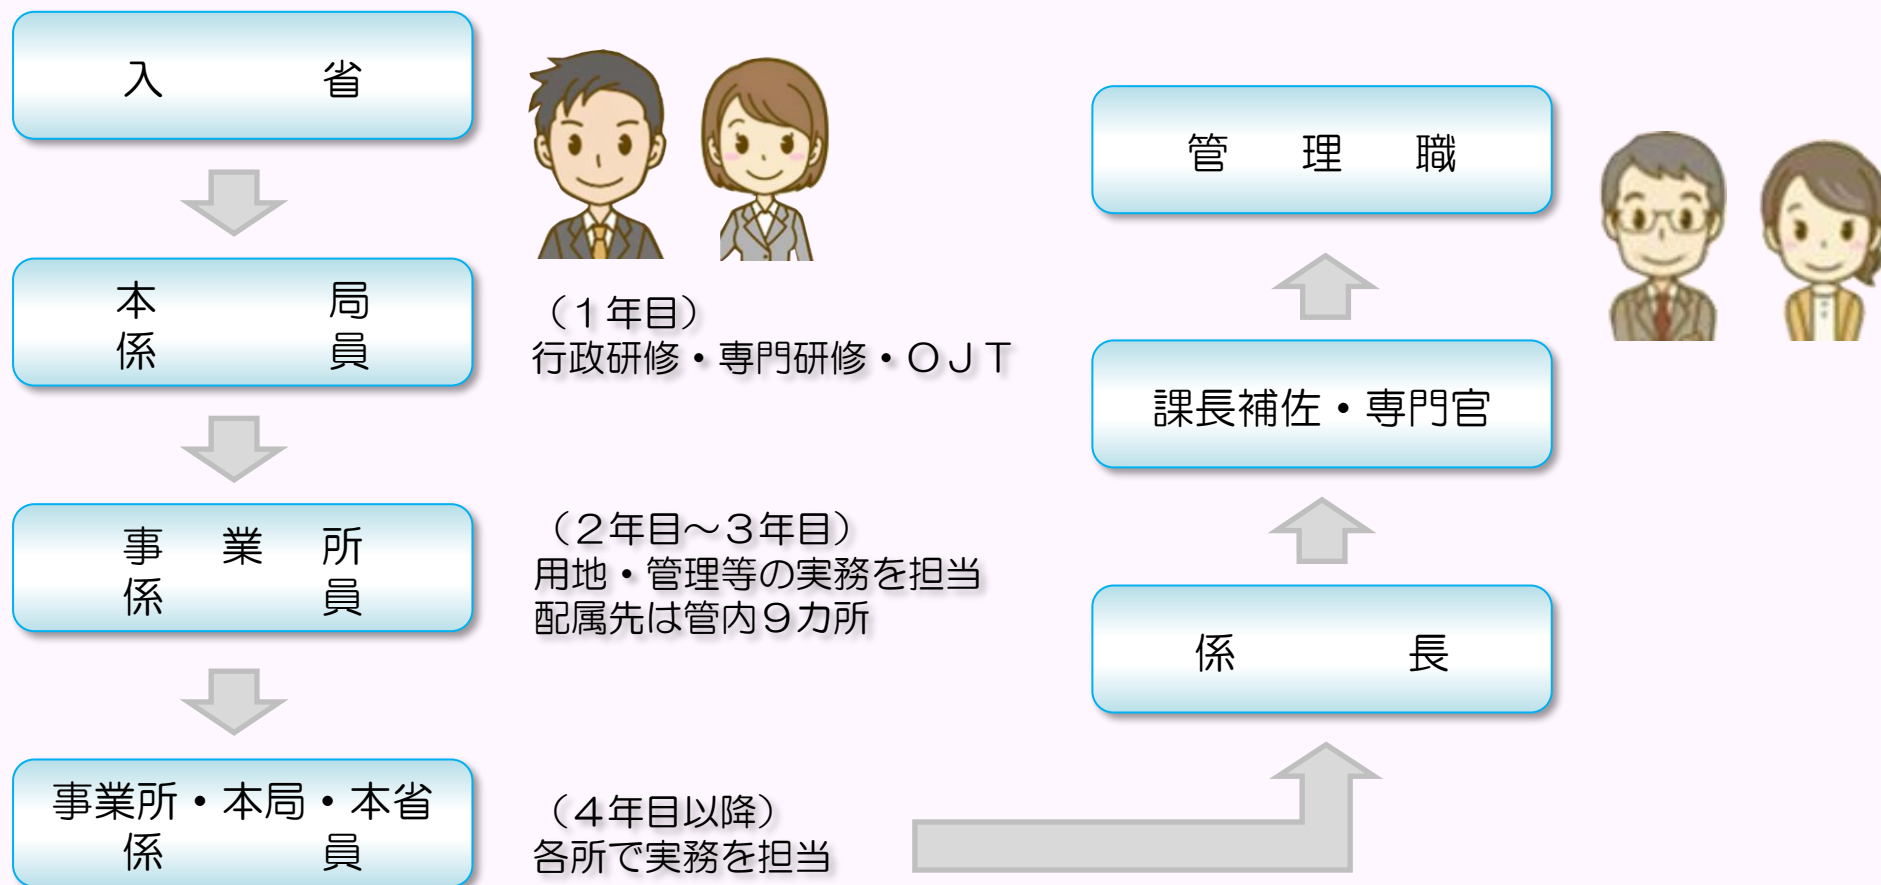 入省
本局
係員
（１年目）
行政研修・専門研修・ＯＪＴ
事業所
係員
（２年目～３年目）
用地・管理等の実務を担当
配属先は管内９カ所
事業所・本局・本省
係員
（４年目以降）
各所で実務を担当
係長
課長補佐・専門官
管理職